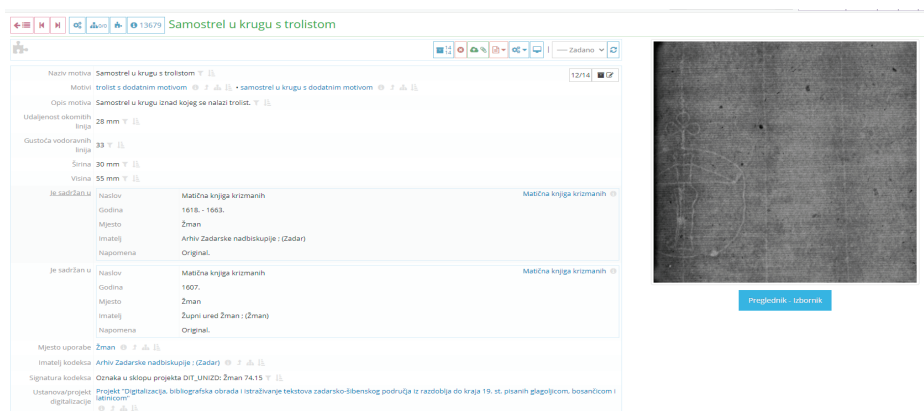 13679 Samostrel u krugu s trolistom
Zadano
Naziv motiva Samostrel u krugu s trolistom
12/14
Motivi trolist s dodatnim motivom • samostrel u krugu s dodatnim motivom
Opis motiva Samostrel u krugu iznad kojeg se nalazi trolist.
Udaljenost okomitih linija 28 mm
Gustoća vodoravnih linija 33
Širina 30 mm
Visina 55 mm
Je sadržan u
Naslov Matična knjiga krizmanih Matična knjiga krizmanih
Godina 1618. - 1663.
Mjesto Žman
Imatelj Arhiv Zadarske nadbiskupije ; (Zadar)
Napomena Original.
Je sadržan u
Naslov Matična knjiga krizmanih Matična knjiga krizmanih
Godina 1607.
Mjesto Žman
Imatelj Župni ured Žman ; (Žman)
Napomena Original.
Mjesto uporabe Žman
Imatelj kodeksa Arhiv Zadarske nadbiskupije ; (Zadar)
Signatura kodeksa Oznaka u sklopu projekta DIT_UNIZD: Žman 74.15
Ustanova/projekt digitalizacije Projekt "Digitalizacija, bibliografska obrada i istraživanje tekstova zadarsko-šibenskog područja iz razdoblja do kraja 19. st. pisanih glagoljicom, bosančicom i
latinicom"
Preglednik - Izbornik